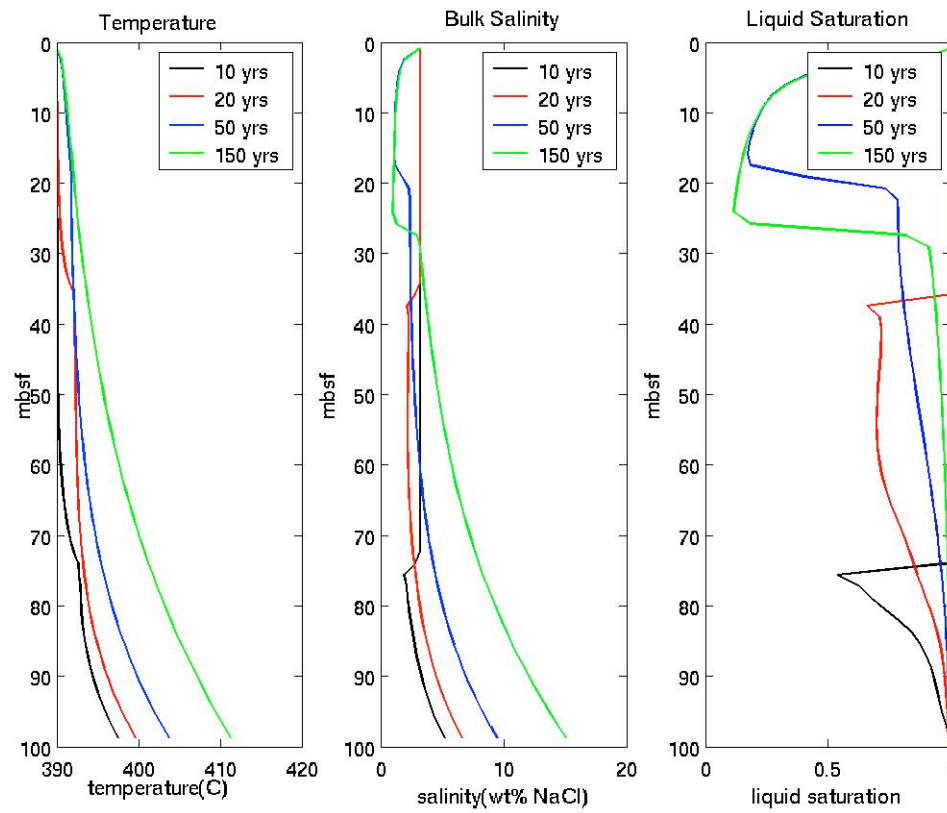 Temperature
Bulk Salinity
Liquid Saturation
0
10
20
30
40
50
60
70
80
90
100
mbsf
10 yrs
20 yrs
50 yrs
150 yrs
390
400
410
420
temperature(C)
0
10
20
30
40
50
60
70
80
90
100
mbsf
10 yrs
20 yrs
50 yrs
150 yrs
0
10
20
salinity(wt% NaCl)
0
10
20
30
40
50
60
70
80
90
100
mbsf
10 yrs
20 yrs
50 yrs
150 yrs
0
0.5
liquid saturation